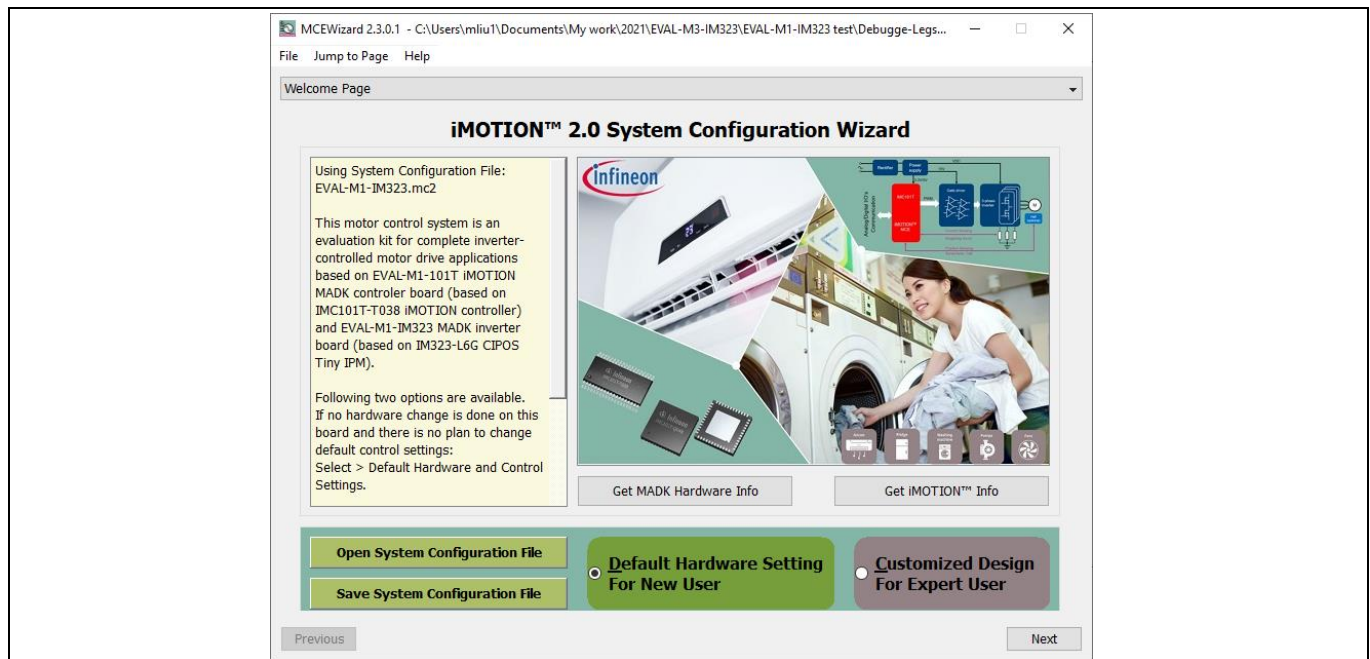 MCEWizard 2.3.0.1 - C:\Users\mliu1\Documents\My work\2021\EVAL-M3-IM323\EVAL-M1-IM323 test\Debugge-Legs...
File Jump to Page Help
Welcome Page
iMOTION™ 2.0 System Configuration Wizard
Using System Configuration File:
EVAL-M1-IM323.mc2
This motor control system is an
evaluation kit for complete inverter-
controlled motor drive applications
based on EVAL-M1-101T iMOTION
MADK controler board (based on
IMC101T-T038 iMOTION controller)
and EVAL-M1-IM323 MADK inverter
board (based on IM323-L6G CIPOS
Tiny IPM).
Following two options are available.
If no hardware change is done on this
board and there is no plan to change
default control settings:
Select > Default Hardware and Control
Settings.
infineon
Rectifier
Power
supply
Gate driver
Get MADK Hardware Info
Get iMOTION™ Info
Open System Configuration File
Save System Configuration File
Default Hardware Setting
For New User
Customized Design
For Expert User
Previous
Next